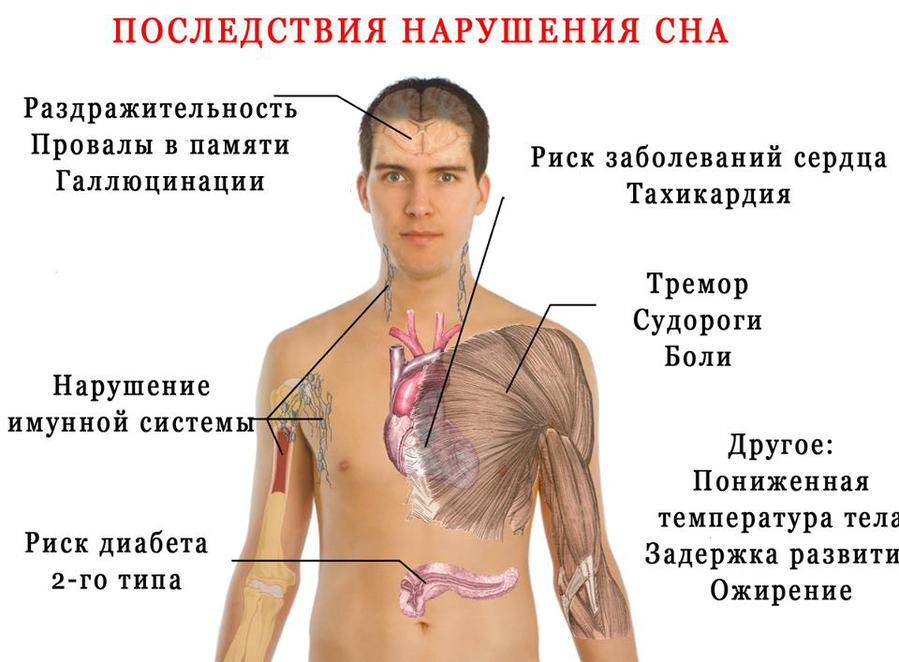 ПОСЛЕДСТВИЯ НАРУШЕНИЯ СНА
Раздражительность
Провалы в памяти
Галлюцинации
Риск заболеваний сердца
Тахикардия
Тремор
Судороги
Боли
Нарушение
имунной системы
Другое:
Пониженная
температура тела
Задержка развити
Ожирение
Риск диабета
2-го типа